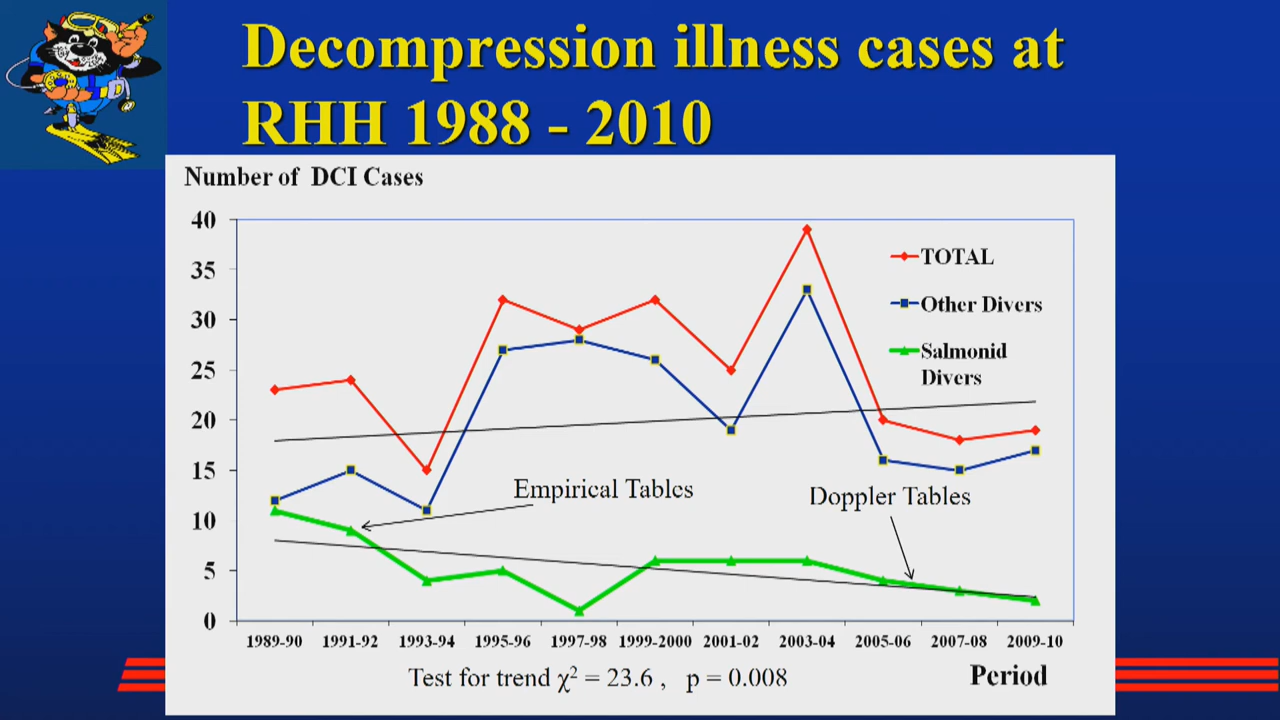 Decompression illness cases at
RHH 1988 - 2010
Number of DCI Cases
40
35
30
25
20
15
10
5
0
TOTAL
Other Divers
Salmonid
Divers
Empirical Tables
Doppler Tables
1989-90 1991-92 1993-94 1995-96 1997-98 1999-2000 2001-02 2003-04 2005-06 2007-08 2009-10
Test for trend χ² = 23.6 , p = 0.008
Period